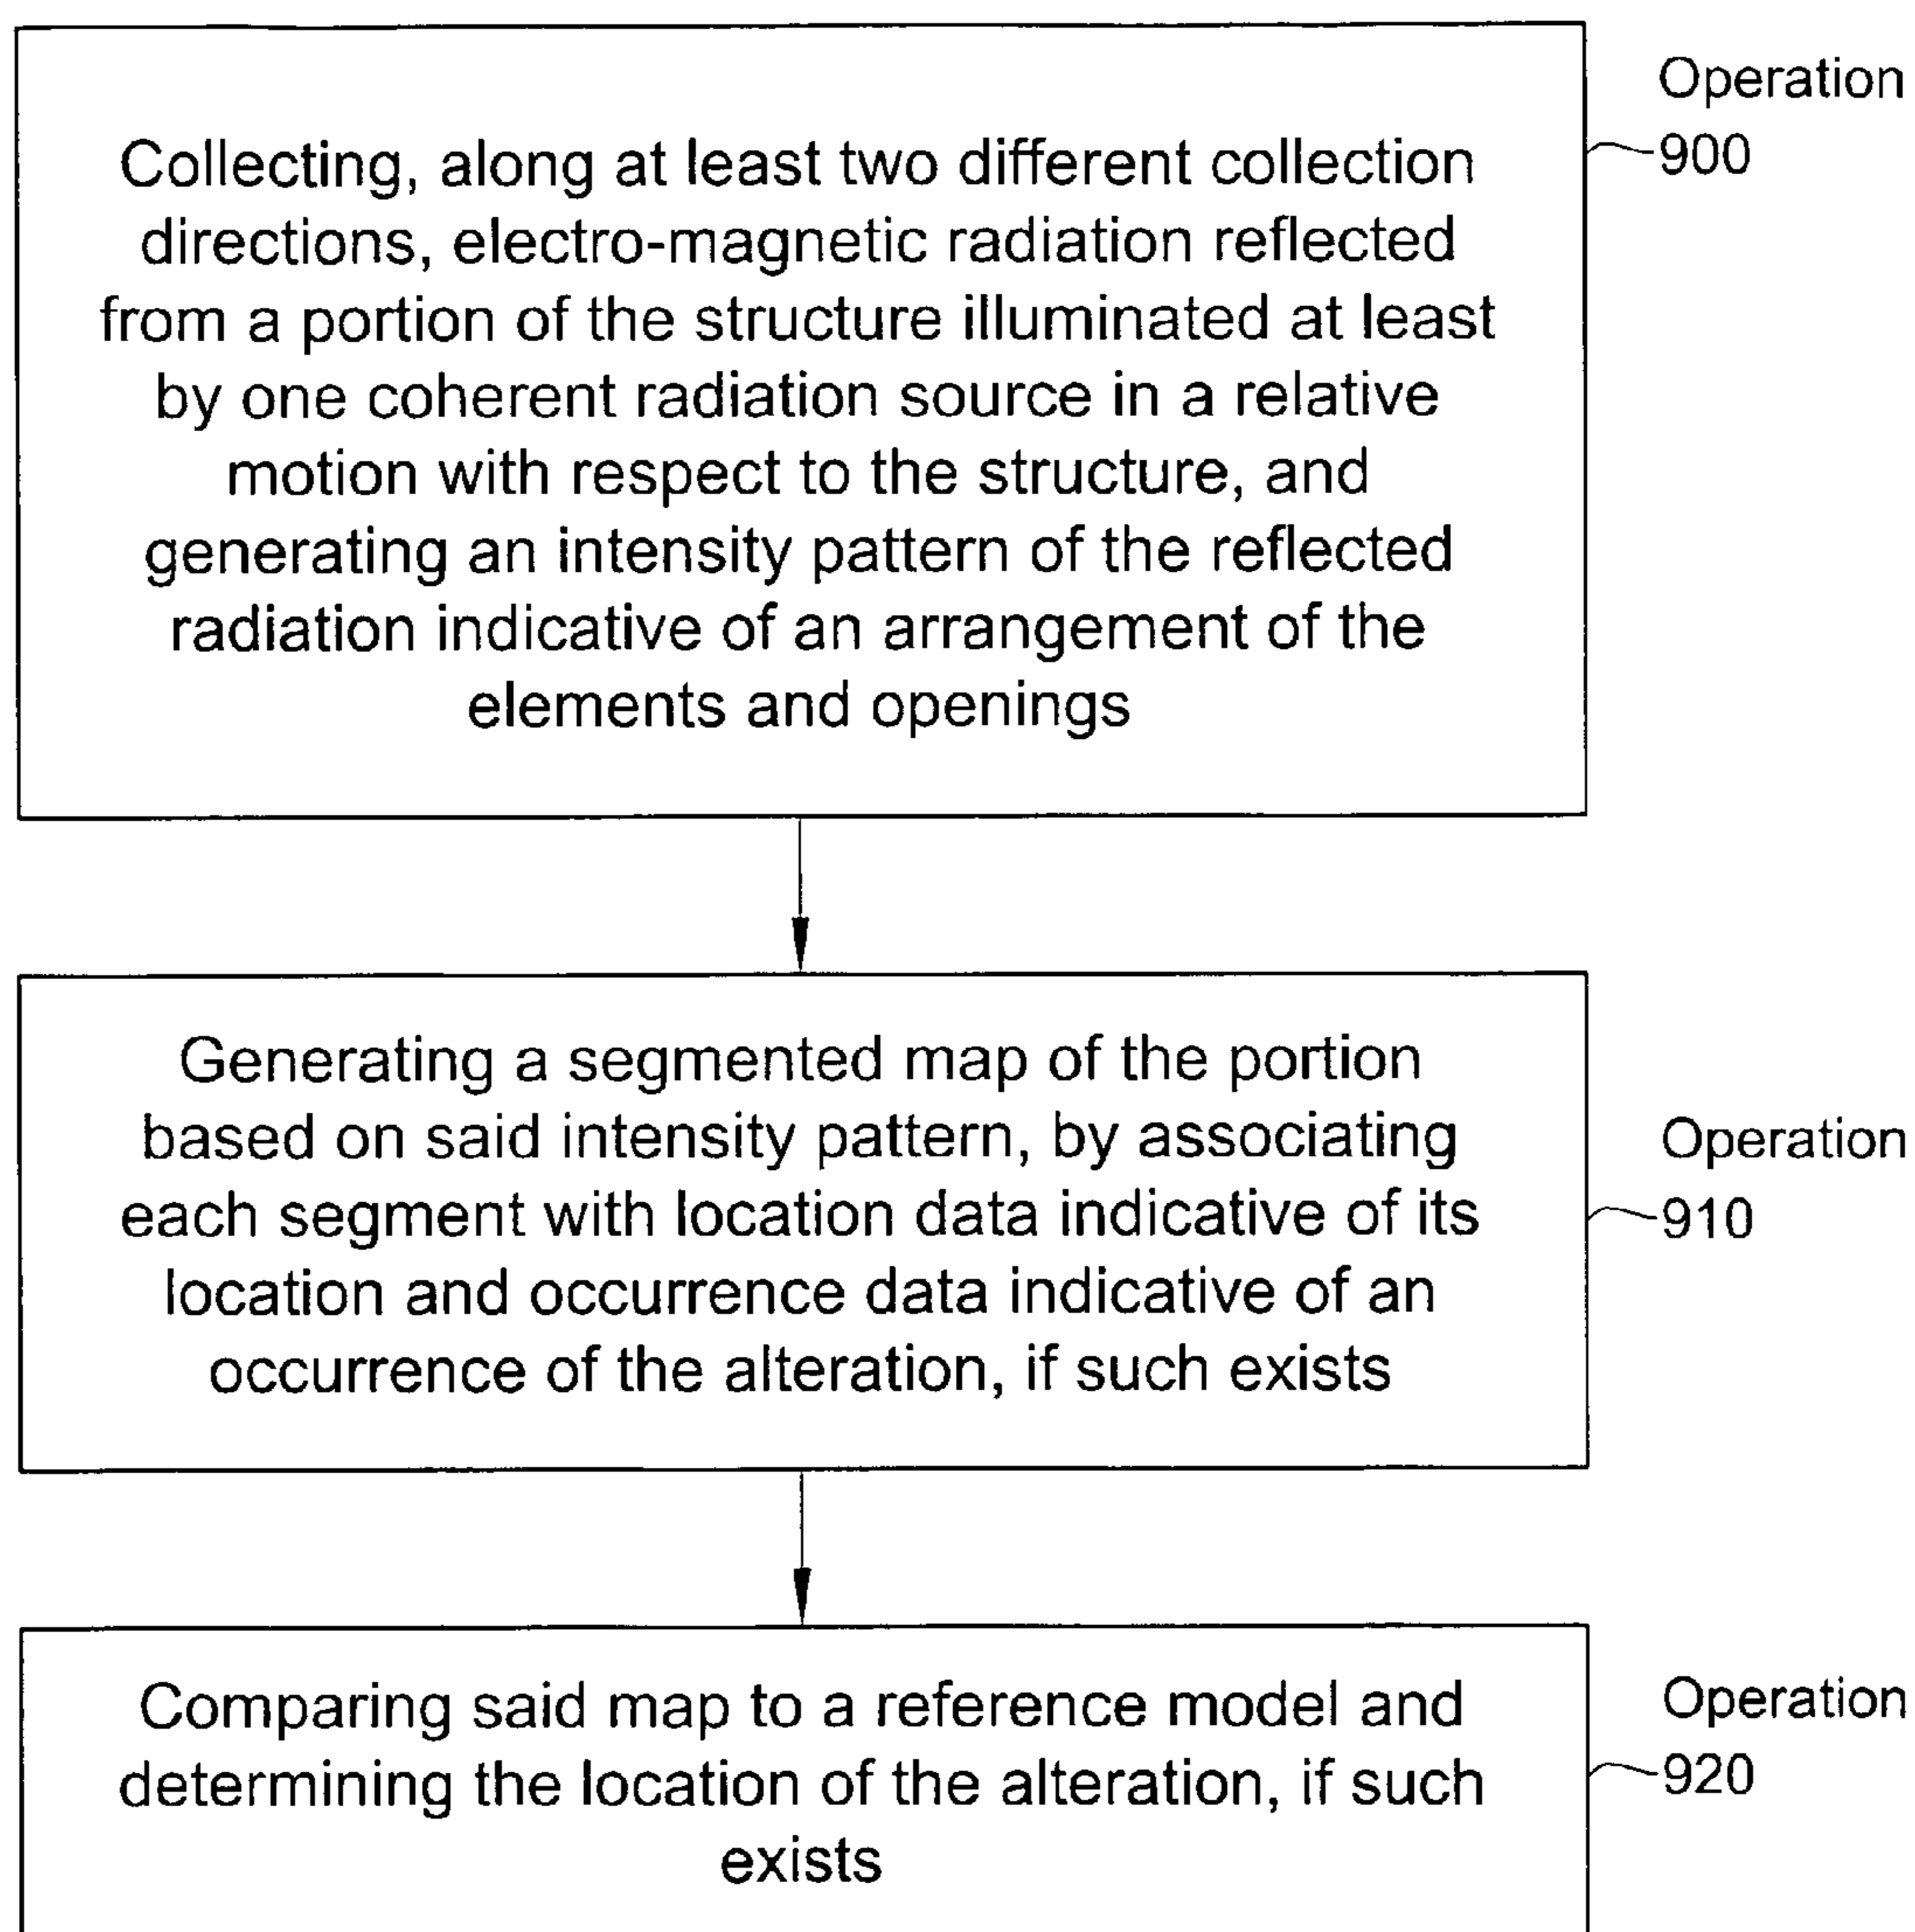 Collecting, along at least two different collection
directions, electro-magnetic radiation reflected
from a portion of the structure illuminated at least
by one coherent radiation source in a relative
motion with respect to the structure, and
generating an intensity pattern of the reflected
radiation indicative of an arrangement of the
elements and openings
Operation
900
Generating a segmented map of the portion
based on said intensity pattern, by associating
each segment with location data indicative of its
location and occurrence data indicative of an
occurrence of the alteration, if such exists
Operation
910
Comparing said map to a reference model and
determining the location of the alteration, if such
exists
Operation
920